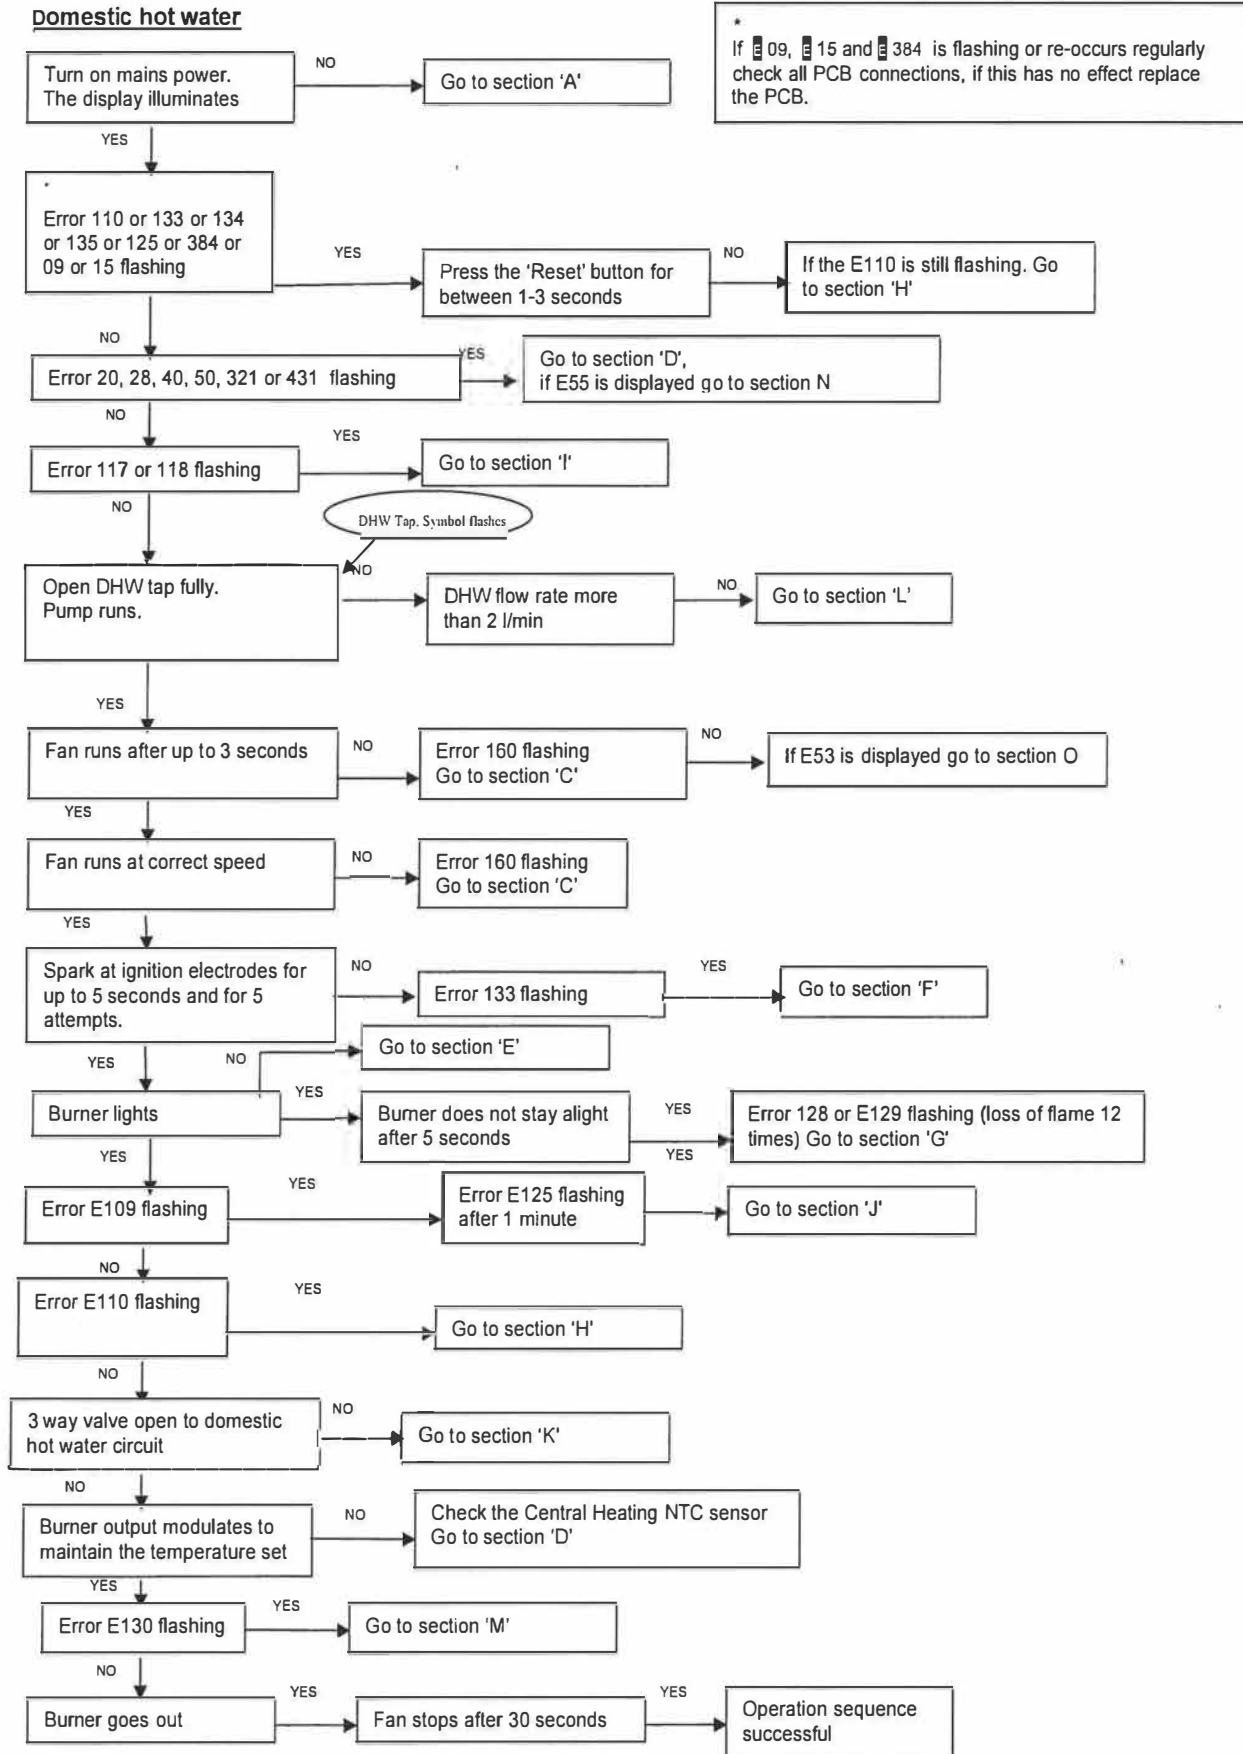 Domestic hot water
*
If E 09, E 15 and E 384 is flashing or re-occurs regularly
check all PCB connections, if this has no effect replace
the PCB.
Turn on mains power.
The display illuminates
NO
Go to section 'A'
YES
*
Error 110 or 133 or 134
or 135 or 125 or 384 or
09 or 15 flashing
YES
Press the 'Reset' button for
between 1-3 seconds
NO
If the E110 is still flashing. Go
to section 'H'
NO
Error 20, 28, 40, 50, 321 or 431 flashing
YES
Go to section 'D',
if E55 is displayed go to section N
NO
Error 117 or 118 flashing
YES
Go to section 'I'
NO
DHW Tap. Symbol flashes
Open DHW tap fully.
Pump runs.
NO
DHW flow rate more
than 2 l/min
NO
Go to section 'L'
YES
Fan runs after up to 3 seconds
NO
Error 160 flashing
Go to section 'C'
NO
If E53 is displayed go to section O
YES
Fan runs at correct speed
NO
Error 160 flashing
Go to section 'C'
YES
Spark at ignition electrodes for
up to 5 seconds and for 5
attempts.
NO
Error 133 flashing
YES
Go to section 'F'
YES
NO
Go to section 'E'
Burner lights
YES
Burner does not stay alight
after 5 seconds
YES
YES
Error 128 or E129 flashing (loss of flame 12
times) Go to section 'G'
YES
Error E109 flashing
YES
Error E125 flashing
after 1 minute
Go to section 'J'
NO
Error E110 flashing
YES
Go to section 'H'
NO
3 way valve open to domestic
hot water circuit
NO
Go to section 'K'
NO
Burner output modulates to
maintain the temperature set
NO
Check the Central Heating NTC sensor
Go to section 'D'
YES
Error E130 flashing
YES
Go to section 'M'
NO
Burner goes out
YES
Fan stops after 30 seconds
YES
Operation sequence
successful